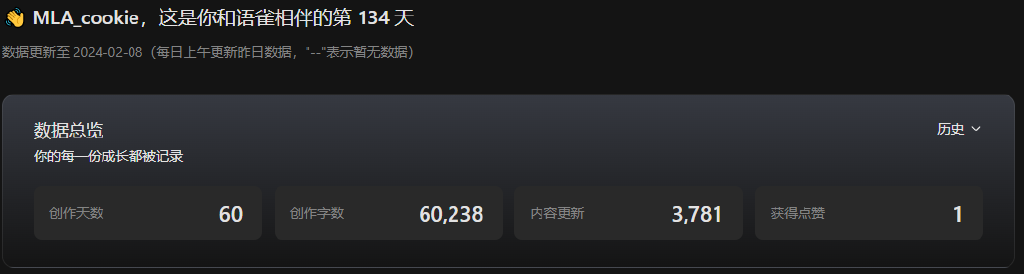 👋 MLA_cookie，这是你和语雀相伴的第 134 天
数据更新至 2024-02-08（每日上午更新昨日数据，"--"表示暂无数据）
数据总览
历史
你的每一份成长都被记录
创作天数 60 创作字数 60,238 内容更新 3,781 获得点赞 1